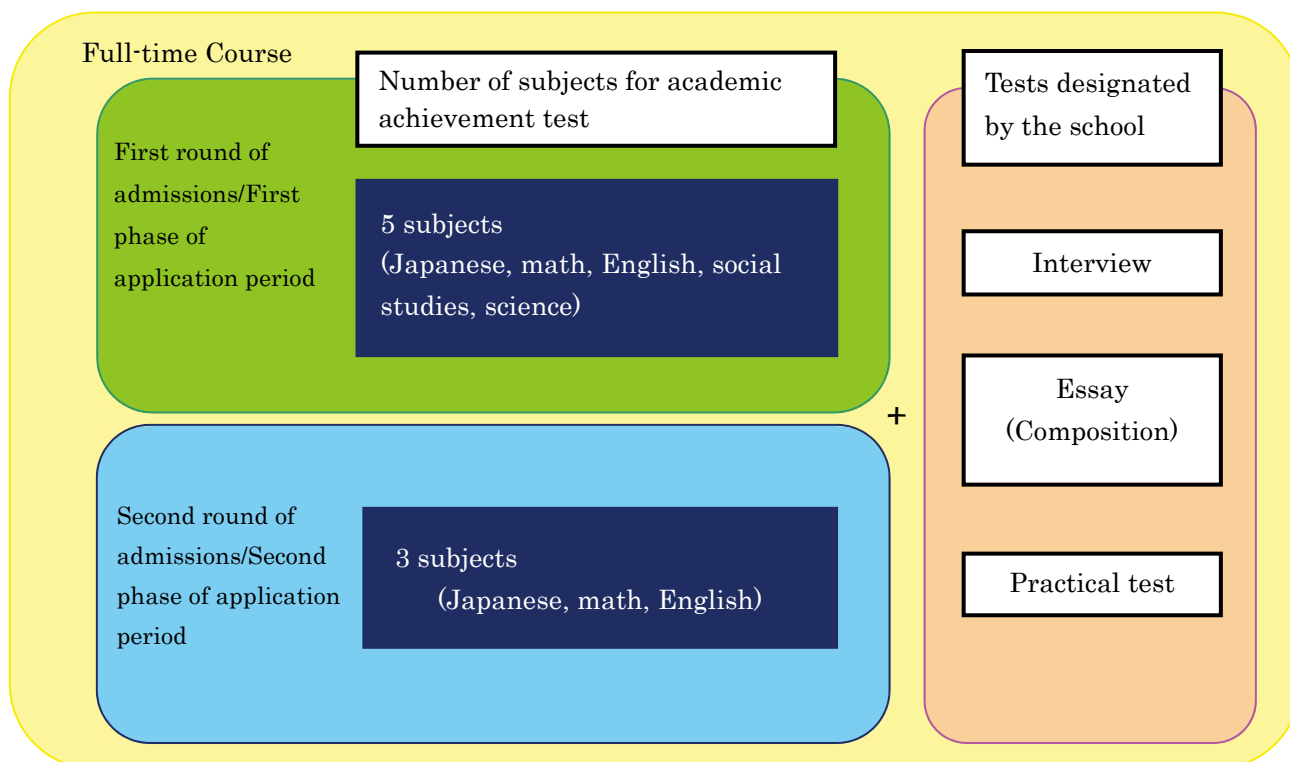 Full-time Course
Number of subjects for academic
achievement test
First round of
admissions/First
phase of
application period
5 subjects
(Japanese, math, English, social
studies, science)
Second round of
admissions/Second
phase of application
period
3 subjects
(Japanese, math, English)
+
Tests designated
by the school
Interview
Essay
(Composition)
Practical test